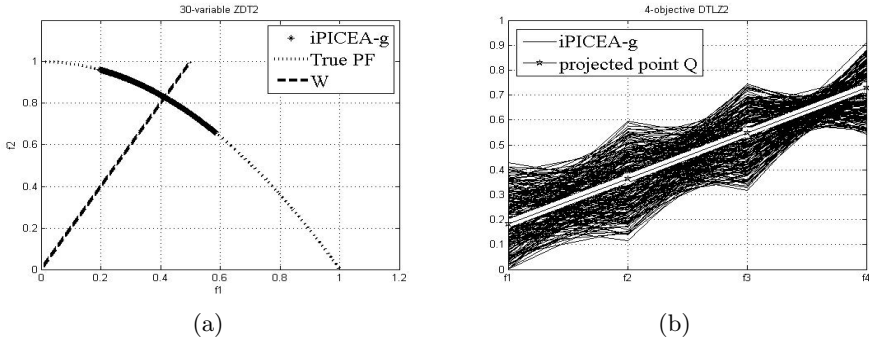 30-variable ZDT2
1
0.8
0.6
0.4
0.2
0
f2
0
0.2
0.4
0.6
0.8
1
1.2
f1
iPICEA-g
True PF
W
(a)
4-objective DTLZ2
1
0.9
0.8
0.7
0.6
0.5
0.4
0.3
0.2
0.1
0
f1
f2
f3
f4
iPICEA-g
projected point Q
(b)